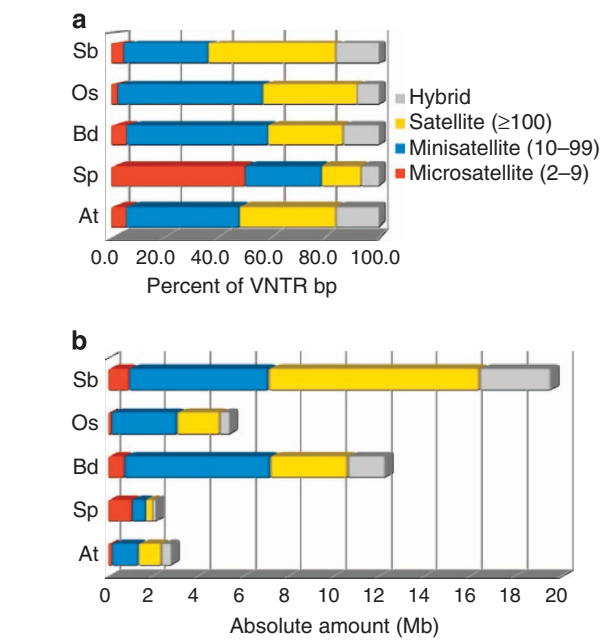 a
Sb
Os
Bd
Sp
At
0.0 20.0 40.0 60.0 80.0 100.0
Percent of VNTR bp
Hybrid
Satellite (≥100)
Minisatellite (10–99)
Microsatellite (2–9)
b
Sb
Os
Bd
Sp
At
0 2 4 6 8 10 12 14 16 18 20
Absolute amount (Mb)